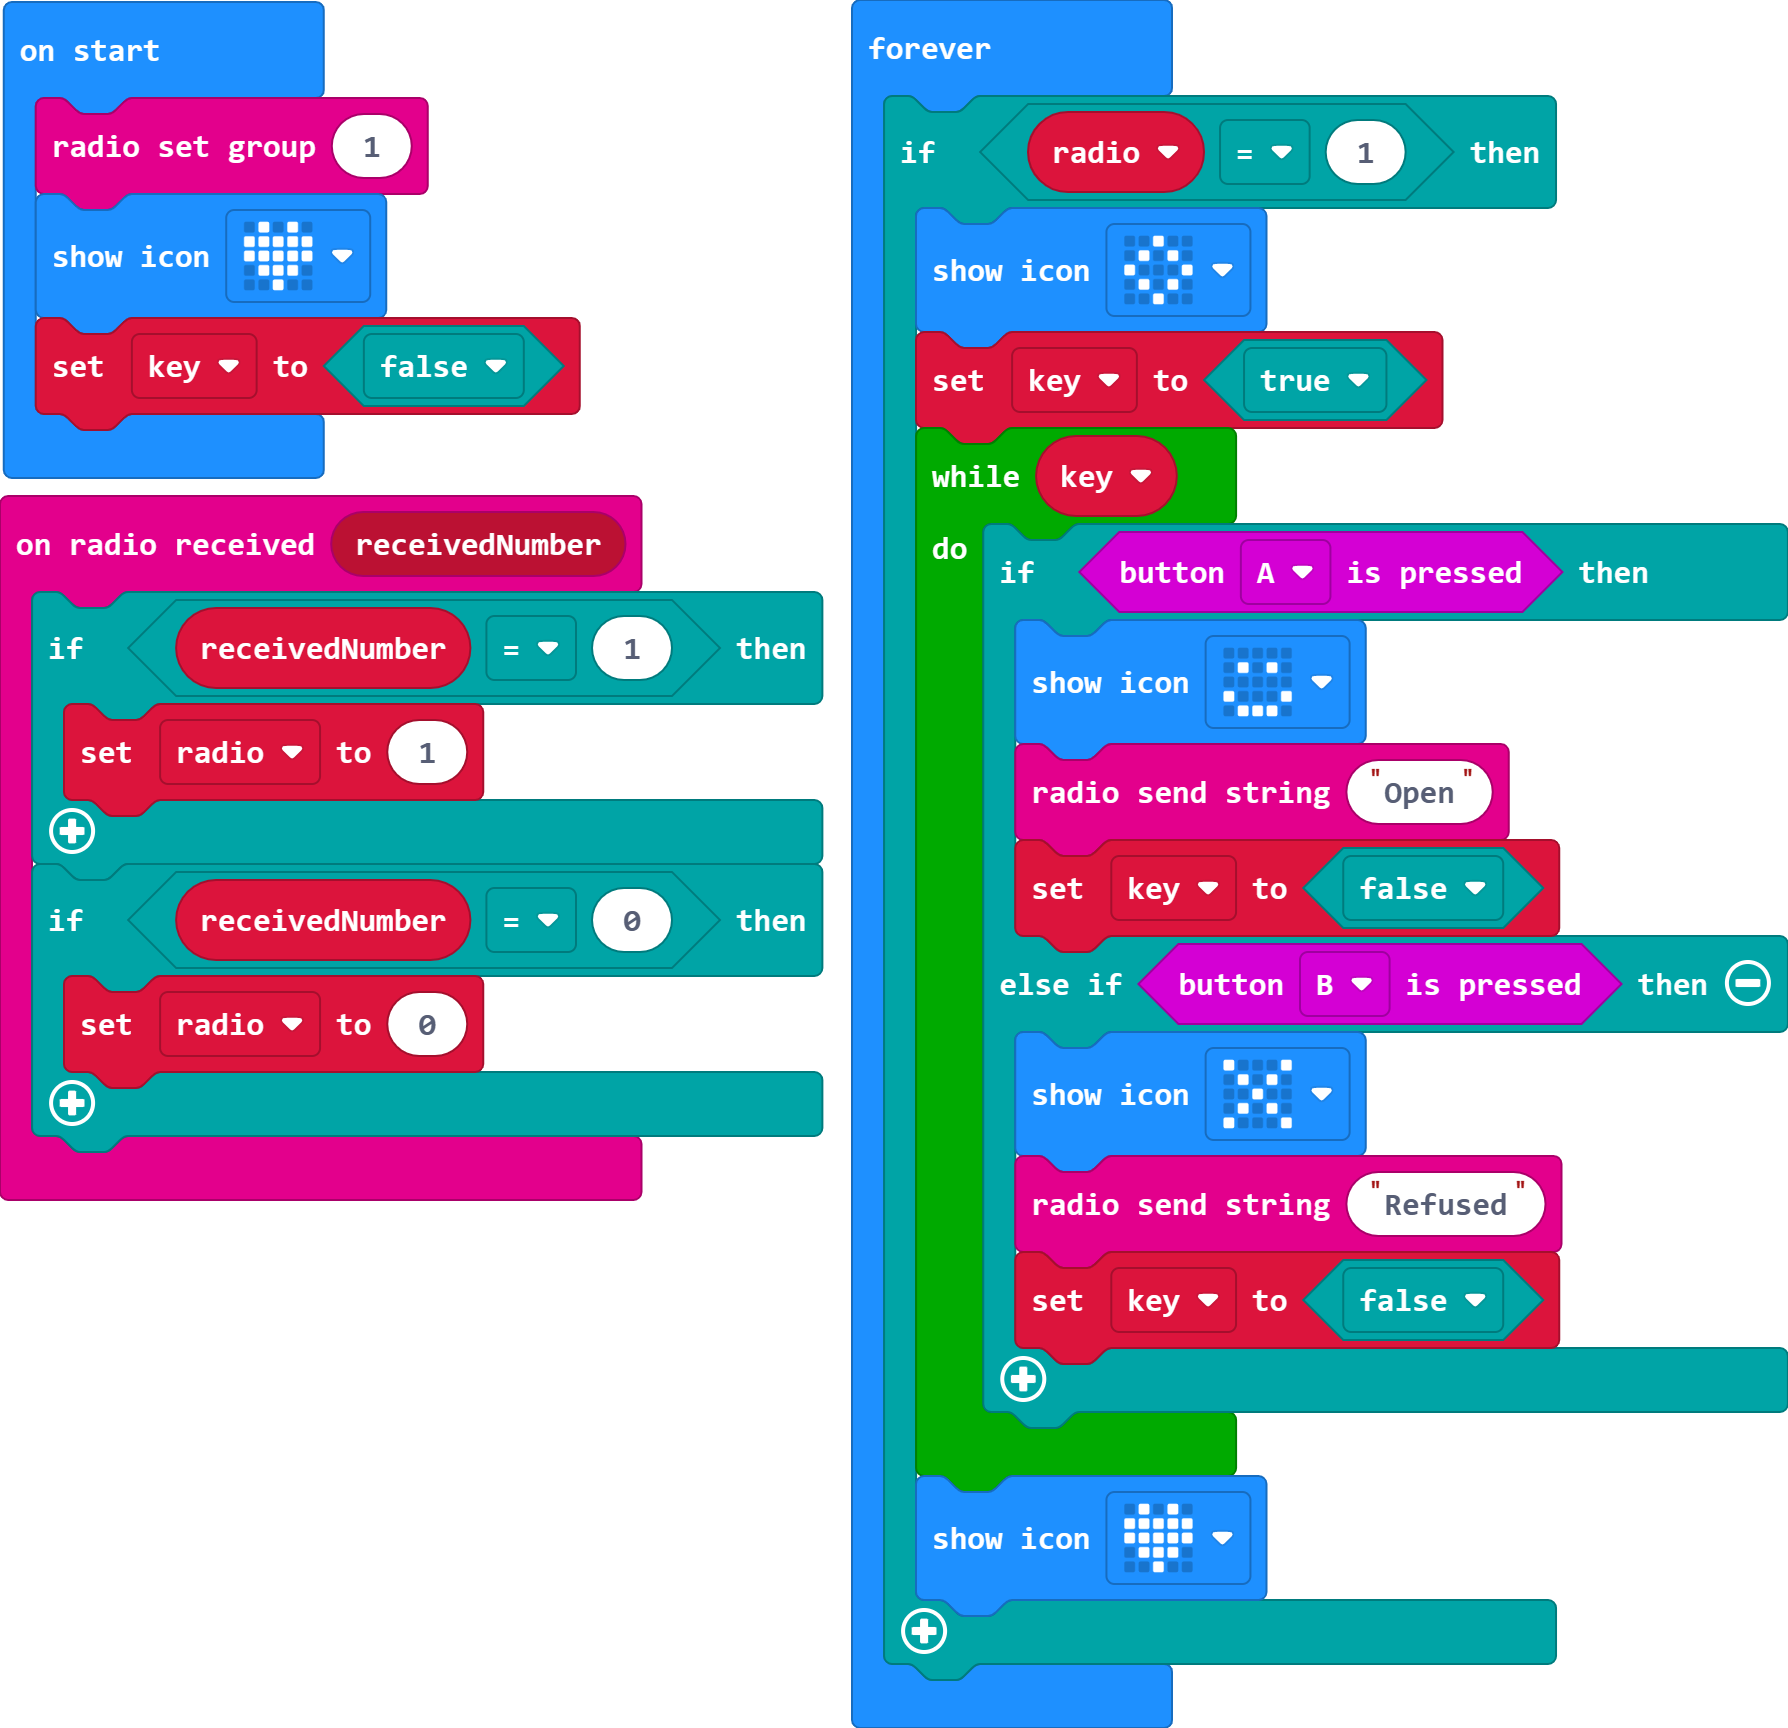 on start
radio set group 1
show icon
set key to false
on radio received receivedNumber
if receivedNumber = 1 then
set radio to 1
if receivedNumber = 0 then
set radio to 0
forever
if radio = 1 then
show icon
set key to true
while key
do
if button A is pressed then
show icon
radio send string "Open"
set key to false
else if button B is pressed then
show icon
radio send string "Refused"
set key to false
show icon